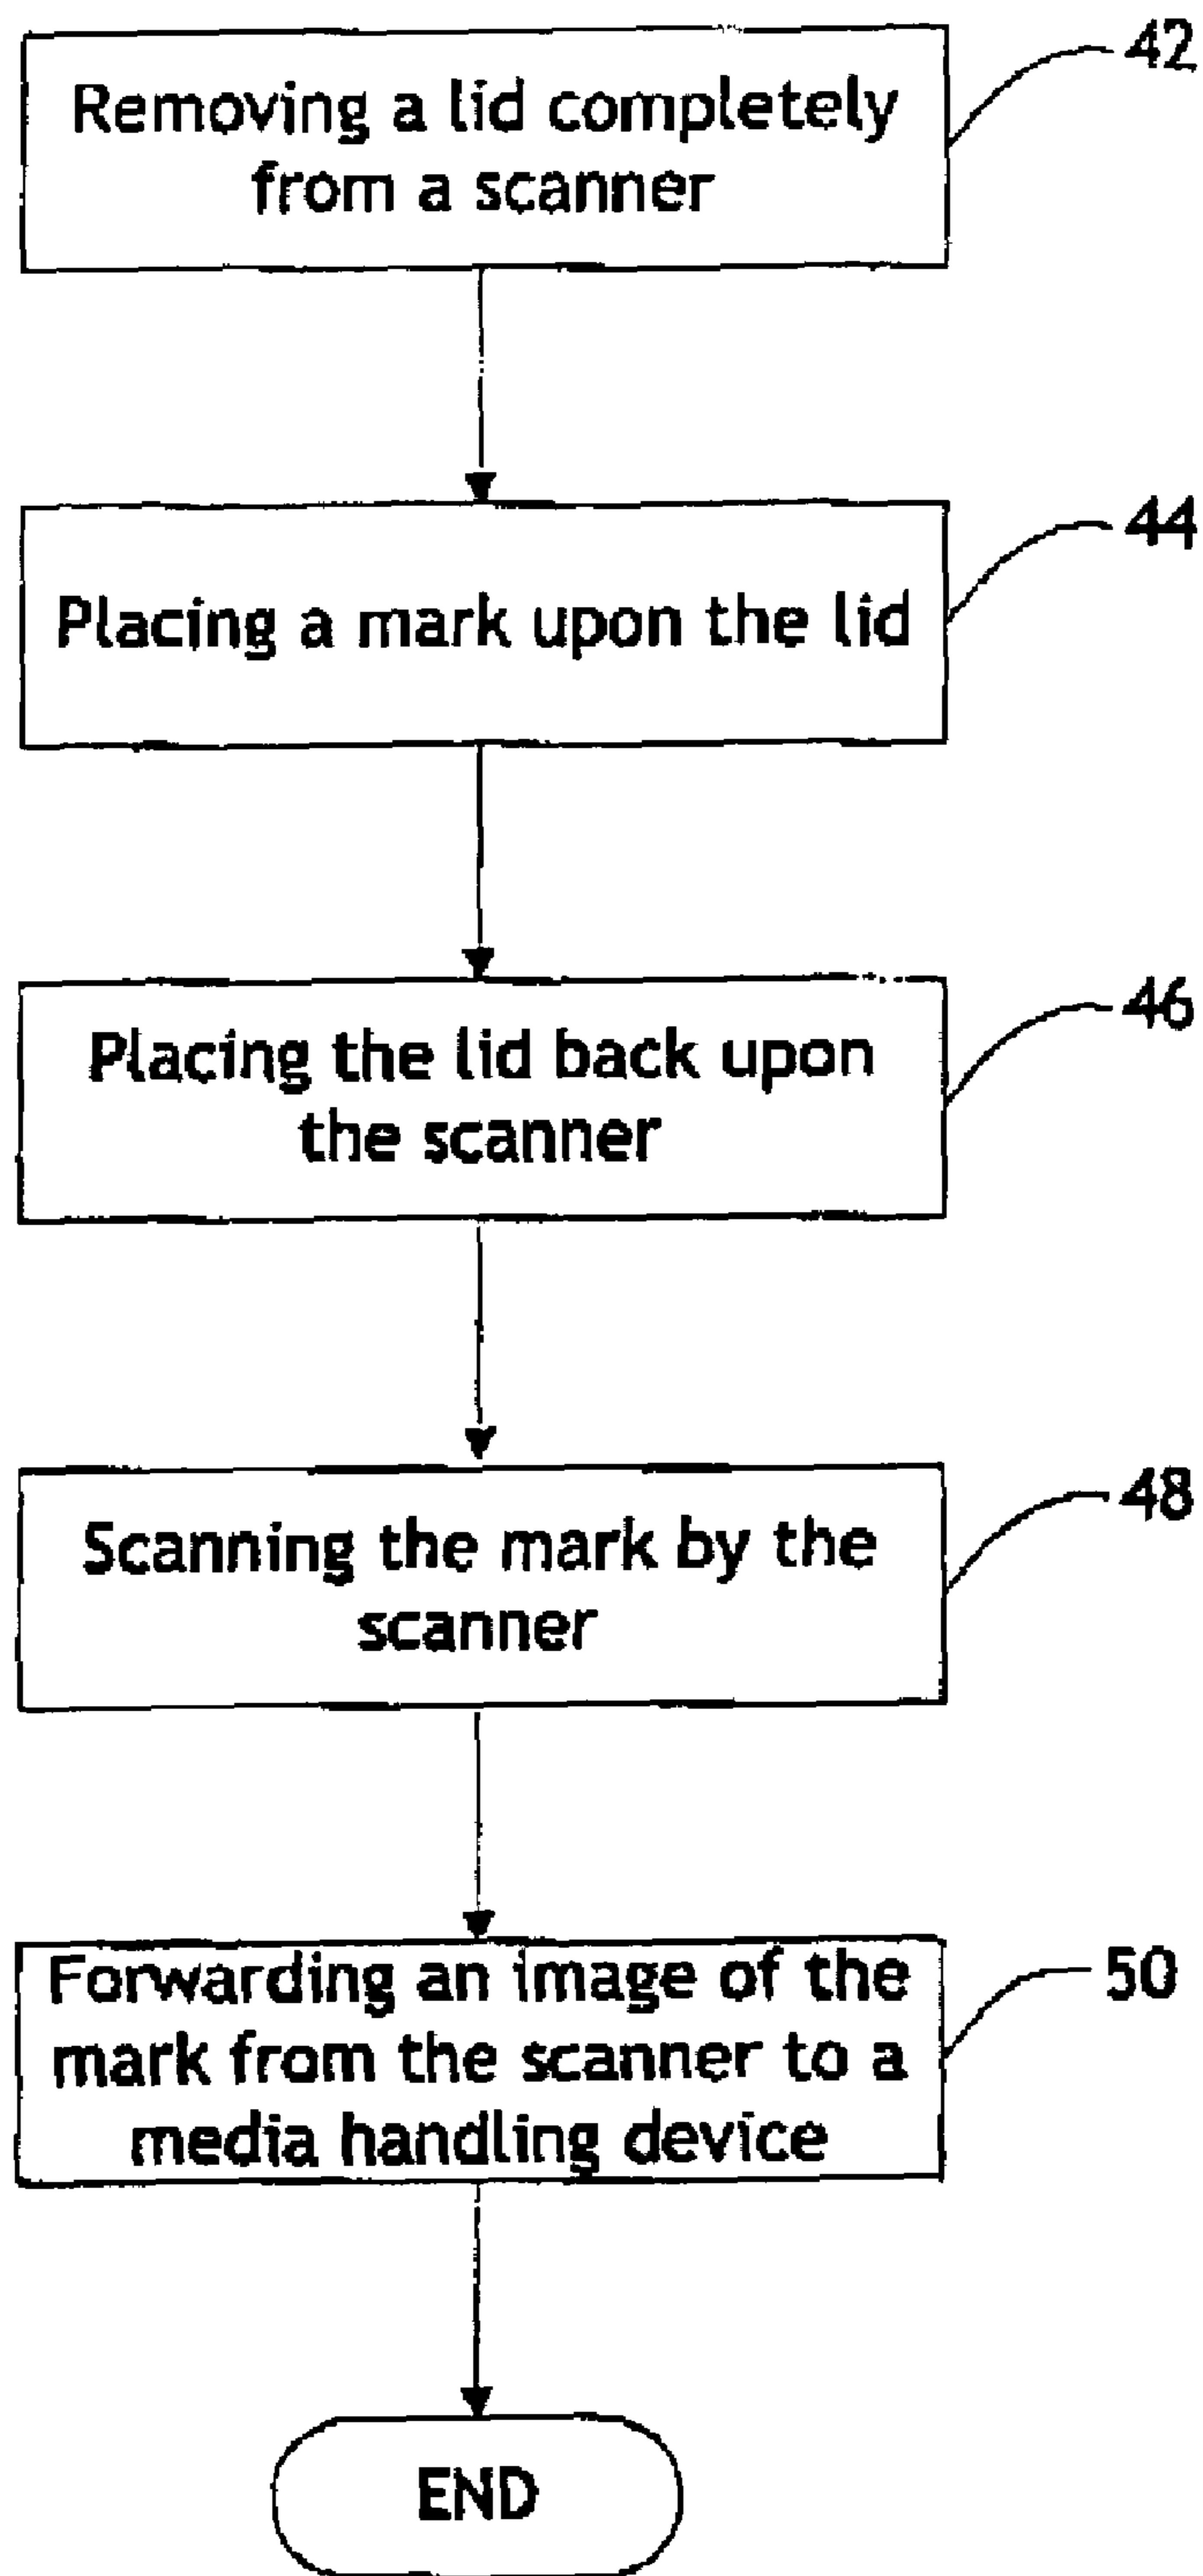 42
Removing a lid completely
from a scanner
44
Placing a mark upon the lid
46
Placing the lid back upon
the scanner
48
Scanning the mark by the
scanner
50
Forwarding an image of the
mark from the scanner to a
media handling device
END